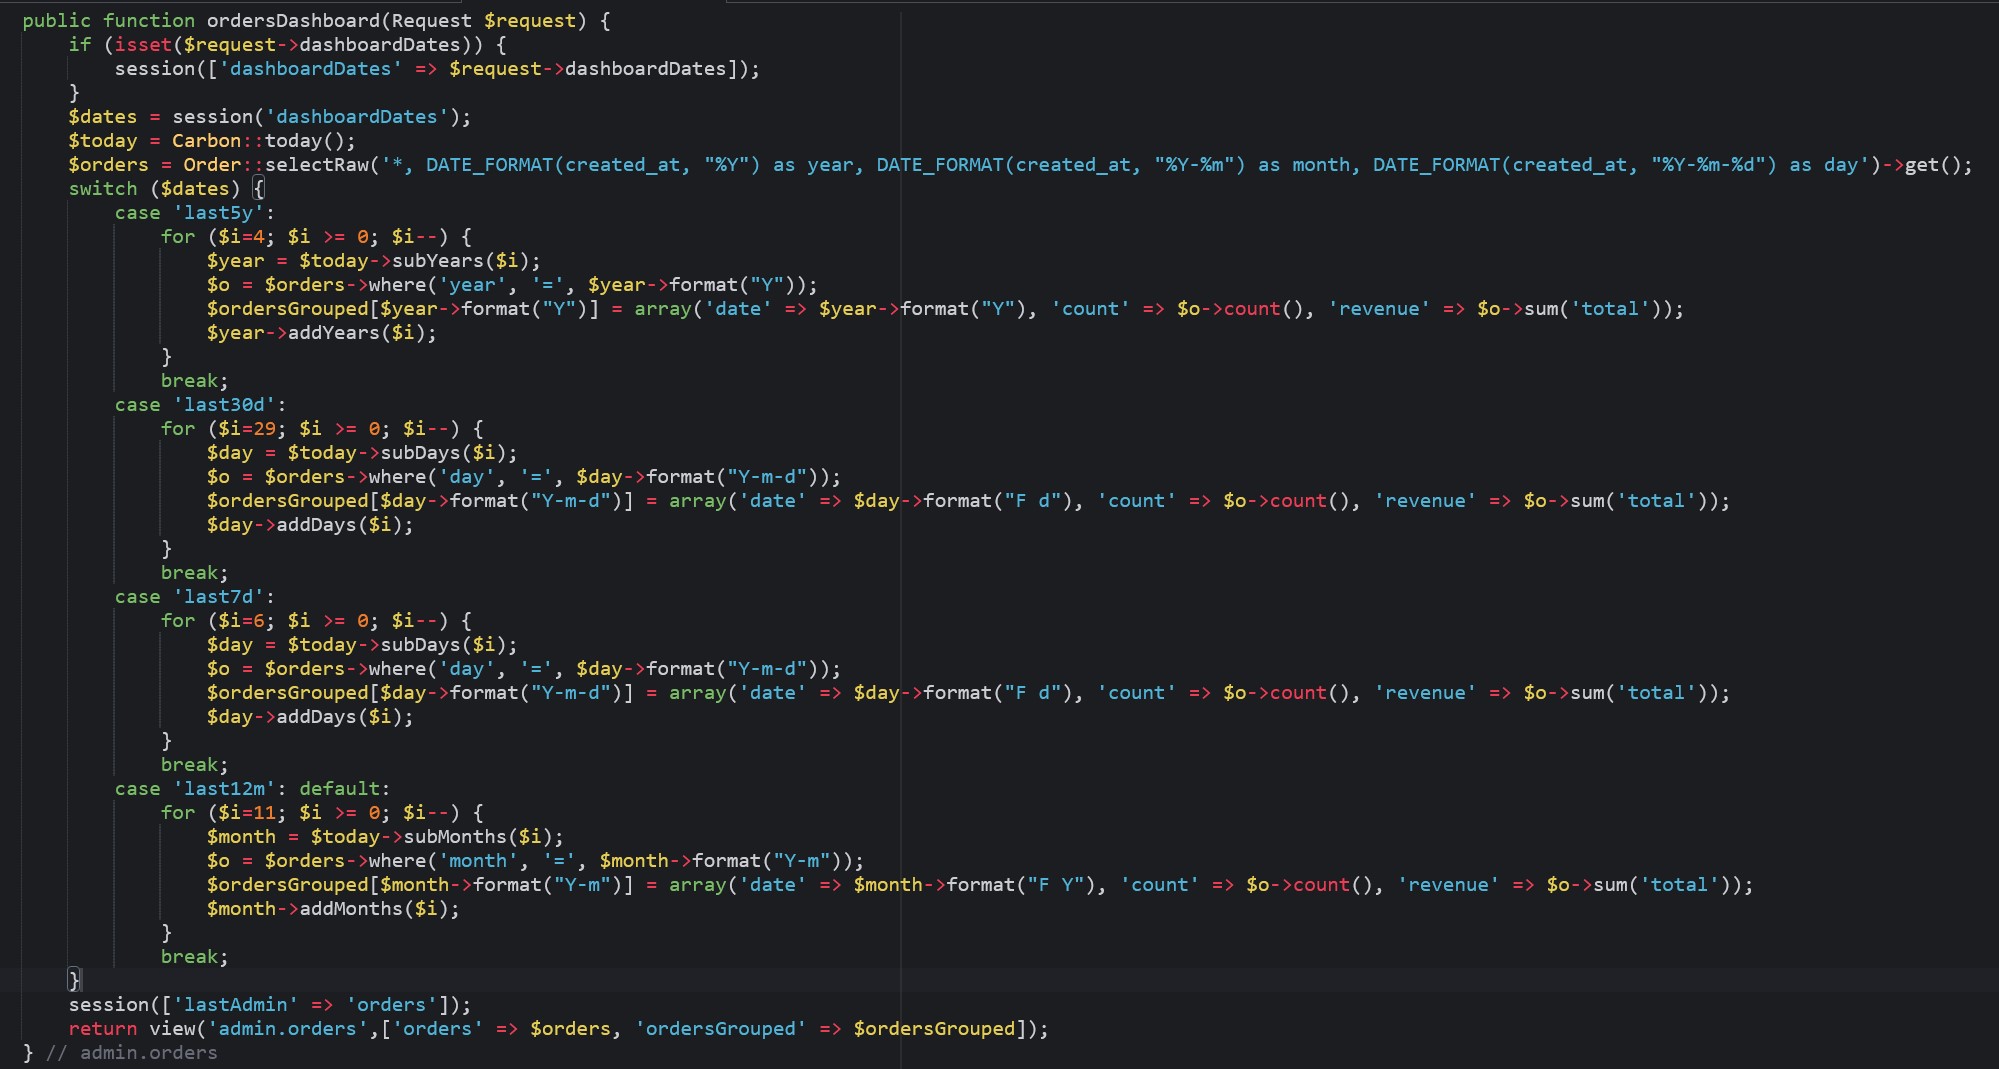 public function ordersDashboard(Request $request) {
    if (isset($request->dashboardDates)) {
        session(['dashboardDates' => $request->dashboardDates]);
    }
    $dates = session('dashboardDates');
    $today = Carbon::today();
    $orders = Order::selectRaw('*, DATE_FORMAT(created_at, "%Y") as year, DATE_FORMAT(created_at, "%Y-%m") as month, DATE_FORMAT(created_at, "%Y-%m-%d") as day')->get();
    switch ($dates) {
        case 'last5y':
            for ($i=4; $i >= 0; $i--) {
                $year = $today->subYears($i);
                $o = $orders->where('year', '=', $year->format("Y"));
                $ordersGrouped[$year->format("Y")] = array('date' => $year->format("Y"), 'count' => $o->count(), 'revenue' => $o->sum('total'));
                $year->addYears($i);
            }
            break;
        case 'last30d':
            for ($i=29; $i >= 0; $i--) {
                $day = $today->subDays($i);
                $o = $orders->where('day', '=', $day->format("Y-m-d"));
                $ordersGrouped[$day->format("Y-m-d")] = array('date' => $day->format("F d"), 'count' => $o->count(), 'revenue' => $o->sum('total'));
                $day->addDays($i);
            }
            break;
        case 'last7d':
            for ($i=6; $i >= 0; $i--) {
                $day = $today->subDays($i);
                $o = $orders->where('day', '=', $day->format("Y-m-d"));
                $ordersGrouped[$day->format("Y-m-d")] = array('date' => $day->format("F d"), 'count' => $o->count(), 'revenue' => $o->sum('total'));
                $day->addDays($i);
            }
            break;
        case 'last12m': default:
            for ($i=11; $i >= 0; $i--) {
                $month = $today->subMonths($i);
                $o = $orders->where('month', '=', $month->format("Y-m"));
                $ordersGrouped[$month->format("Y-m")] = array('date' => $month->format("F Y"), 'count' => $o->count(), 'revenue' => $o->sum('total'));
                $month->addMonths($i);
            }
            break;
    }
    session(['lastAdmin' => 'orders']);
    return view('admin.orders',['orders' => $orders, 'ordersGrouped' => $ordersGrouped]);
} // admin.orders